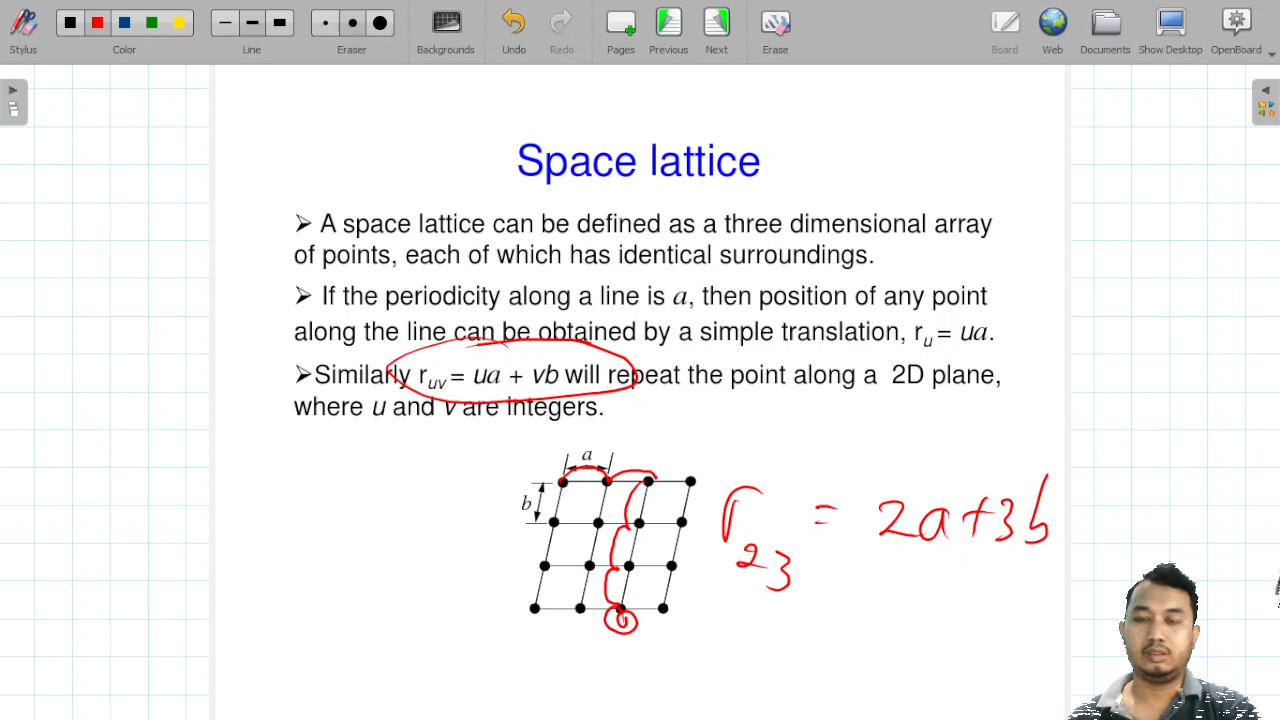 Stylus
Color
Line
Eraser
Backgrounds
Undo
Redo
Pages
Previous
Next
Erase
Board
Web
Documents
Show Desktop
OpenBoard
Space lattice
➢ A space lattice can be defined as a three dimensional array
of points, each of which has identical surroundings.
➢ If the periodicity along a line is a, then position of any point
along the line can be obtained by a simple translation, rᵤ = ua.
➢Similarly rᵤᵥ = ua + vb will repeat the point along a 2D plane,
where u and v are integers.
a
b
r₂₃ = 2a+3b